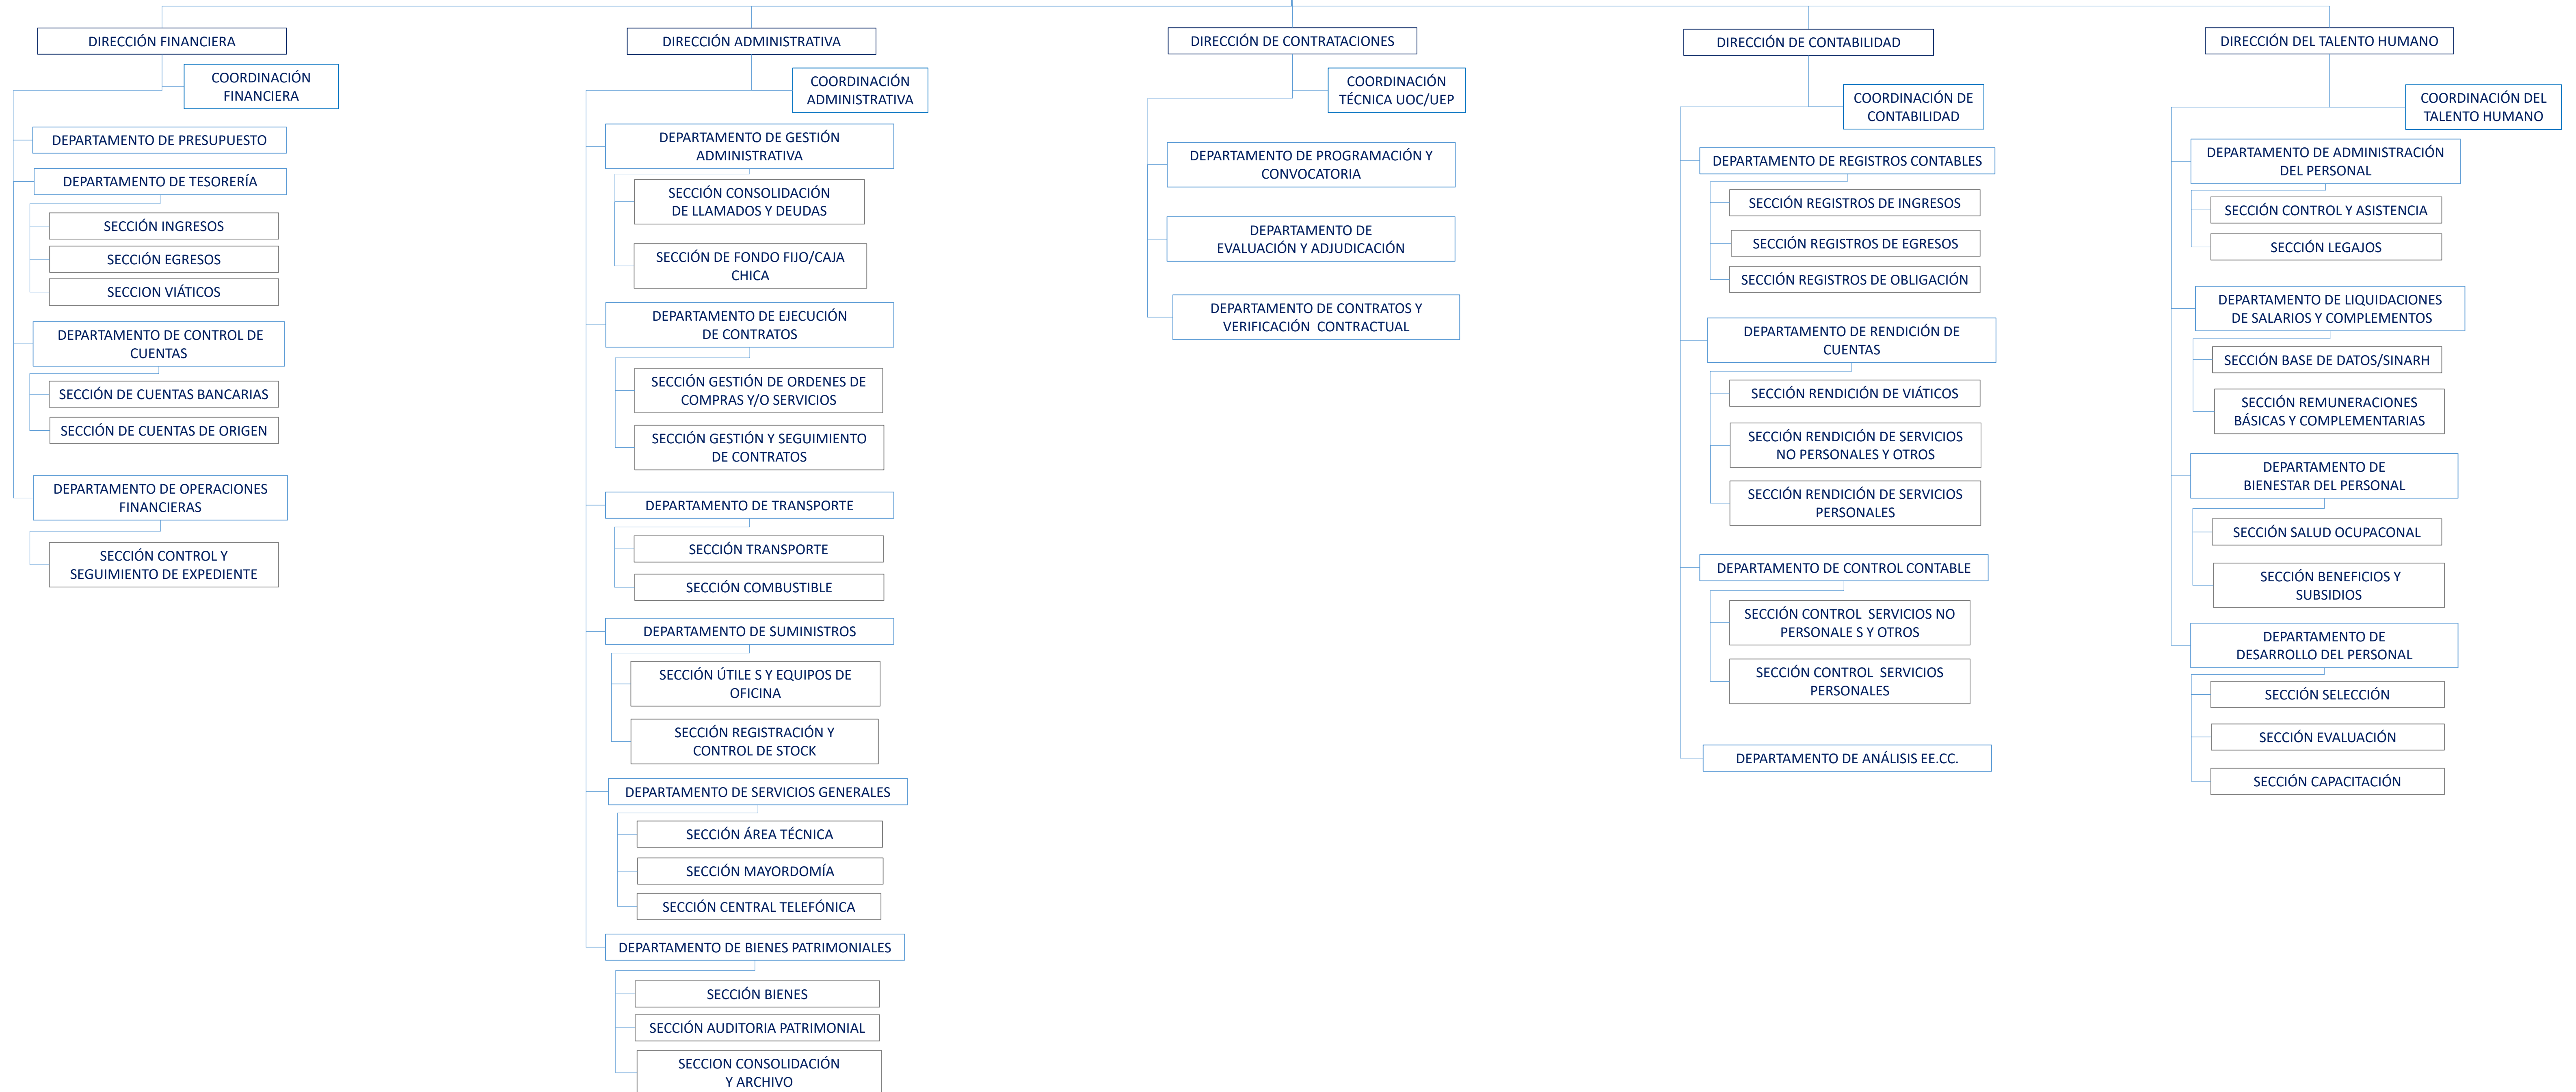 DIRECCIÓN FINANCIERA
COORDINACIÓN
FINANCIERA
DEPARTAMENTO DE PRESUPUESTO
DEPARTAMENTO DE TESORERÍA
SECCIÓN INGRESOS
SECCIÓN EGRESOS
SECCION VIÁTICOS
DEPARTAMENTO DE CONTROL DE
CUENTAS
SECCIÓN DE CUENTAS BANCARIAS
SECCIÓN DE CUENTAS DE ORIGEN
DEPARTAMENTO DE OPERACIONES
FINANCIERAS
SECCIÓN CONTROL Y
SEGUIMIENTO DE EXPEDIENTE
DIRECCIÓN ADMINISTRATIVA
COORDINACIÓN
ADMINISTRATIVA
DEPARTAMENTO DE GESTIÓN
ADMINISTRATIVA
SECCIÓN CONSOLIDACIÓN
DE LLAMADOS Y DEUDAS
SECCIÓN DE FONDO FIJO/CAJA
CHICA
DEPARTAMENTO DE EJECUCIÓN
DE CONTRATOS
SECCIÓN GESTIÓN DE ORDENES DE
COMPRAS Y/O SERVICIOS
SECCIÓN GESTIÓN Y SEGUIMIENTO
DE CONTRATOS
DEPARTAMENTO DE TRANSPORTE
SECCIÓN TRANSPORTE
SECCIÓN COMBUSTIBLE
DEPARTAMENTO DE SUMINISTROS
SECCIÓN ÚTILE S Y EQUIPOS DE
OFICINA
SECCIÓN REGISTRACIÓN Y
CONTROL DE STOCK
DEPARTAMENTO DE SERVICIOS GENERALES
SECCIÓN ÁREA TÉCNICA
SECCIÓN MAYORDOMÍA
SECCIÓN CENTRAL TELEFÓNICA
DEPARTAMENTO DE BIENES PATRIMONIALES
SECCIÓN BIENES
SECCIÓN AUDITORIA PATRIMONIAL
SECCION CONSOLIDACIÓN
Y ARCHIVO
DIRECCIÓN DE CONTRATACIONES
COORDINACIÓN
TÉCNICA UOC/UEP
DEPARTAMENTO DE PROGRAMACIÓN Y
CONVOCATORIA
DEPARTAMENTO DE
EVALUACIÓN Y ADJUDICACIÓN
DEPARTAMENTO DE CONTRATOS Y
VERIFICACIÓN CONTRACTUAL
DIRECCIÓN DE CONTABILIDAD
COORDINACIÓN DE
CONTABILIDAD
DEPARTAMENTO DE REGISTROS CONTABLES
SECCIÓN REGISTROS DE INGRESOS
SECCIÓN REGISTROS DE EGRESOS
SECCIÓN REGISTROS DE OBLIGACIÓN
DEPARTAMENTO DE RENDICIÓN DE
CUENTAS
SECCIÓN RENDICIÓN DE VIÁTICOS
SECCIÓN RENDICIÓN DE SERVICIOS
NO PERSONALES Y OTROS
SECCIÓN RENDICIÓN DE SERVICIOS
PERSONALES
DEPARTAMENTO DE CONTROL CONTABLE
SECCIÓN CONTROL SERVICIOS NO
PERSONALE S Y OTROS
SECCIÓN CONTROL SERVICIOS
PERSONALES
DEPARTAMENTO DE ANÁLISIS EE.CC.
DIRECCIÓN DEL TALENTO HUMANO
COORDINACIÓN DEL
TALENTO HUMANO
DEPARTAMENTO DE ADMINISTRACIÓN
DEL PERSONAL
SECCIÓN CONTROL Y ASISTENCIA
SECCIÓN LEGAJOS
DEPARTAMENTO DE LIQUIDACIONES
DE SALARIOS Y COMPLEMENTOS
SECCIÓN BASE DE DATOS/SINARH
SECCIÓN REMUNERACIONES
BÁSICAS Y COMPLEMENTARIAS
DEPARTAMENTO DE
BIENESTAR DEL PERSONAL
SECCIÓN SALUD OCUPACONAL
SECCIÓN BENEFICIOS Y
SUBSIDIOS
DEPARTAMENTO DE
DESARROLLO DEL PERSONAL
SECCIÓN SELECCIÓN
SECCIÓN EVALUACIÓN
SECCIÓN CAPACITACIÓN